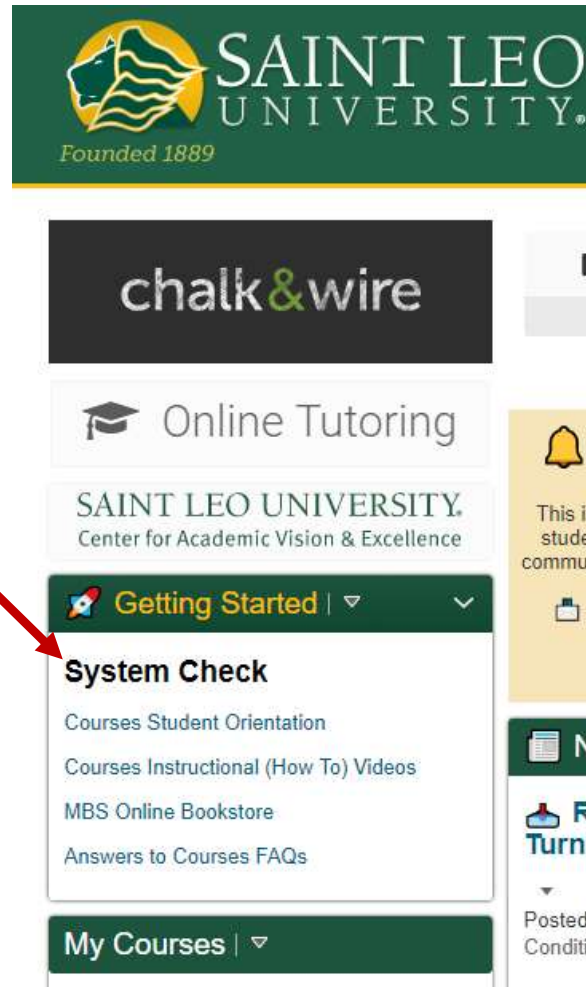 SAINT LEO
UNIVERSITY.
Founded 1889
chalk&wire
Online Tutoring
SAINT LEO UNIVERSITY.
Center for Academic Vision & Excellence
This
stude
commu
Getting Started
System Check
Courses Student Orientation
Courses Instructional (How To) Videos
MBS Online Bookstore
Answers to Courses FAQs
Turn
Posted
Conditi
My Courses